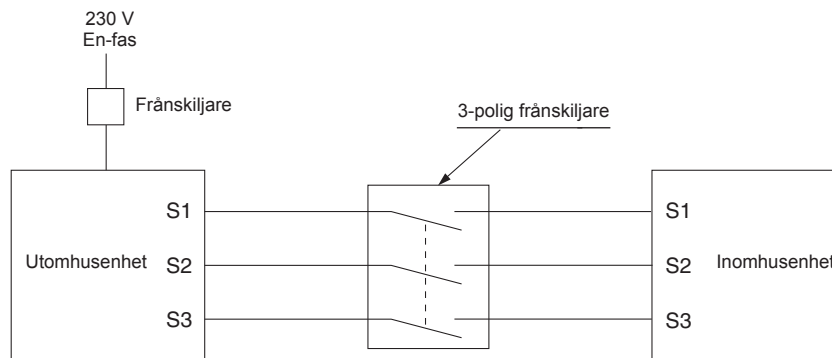 230 V
En-fas
Frånskiljare
3-polig frånskiljare
S1
S1
Utomhusenhet
S2
S2
Inomhusenhet
S3
S3